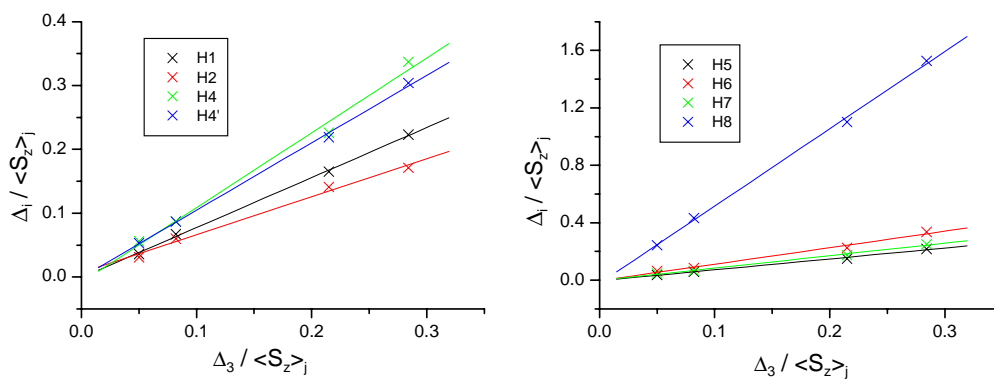 0.4
0.3
0.2
0.1
0.0
Δi / <Sz>j
H1
H2
H4
H4'
0.0 0.1 0.2 0.3
Δ3 / <Sz>j
1.6
1.2
0.8
0.4
0.0
Δi / <Sz>j
H5
H6
H7
H8
0.0 0.1 0.2 0.3
Δ3 / <Sz>j